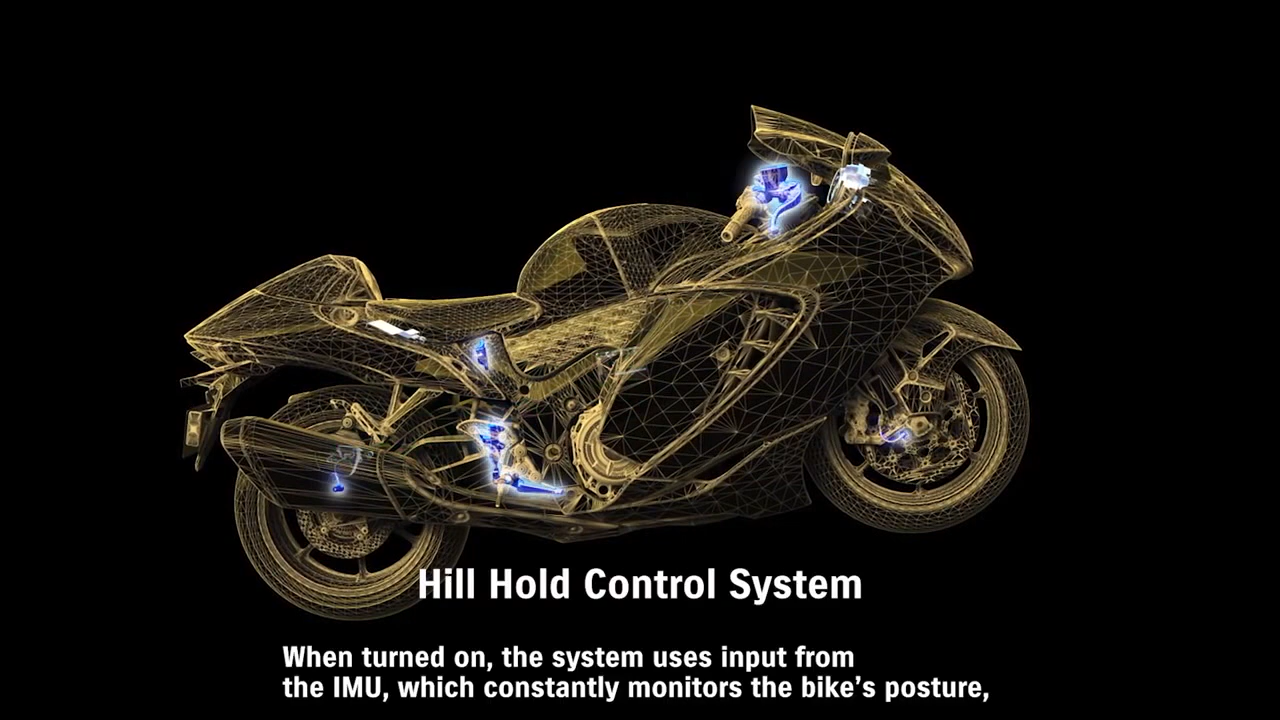 Hill Hold Control System
When turned on, the system uses input from
the IMU, which constantly monitors the bike's posture,